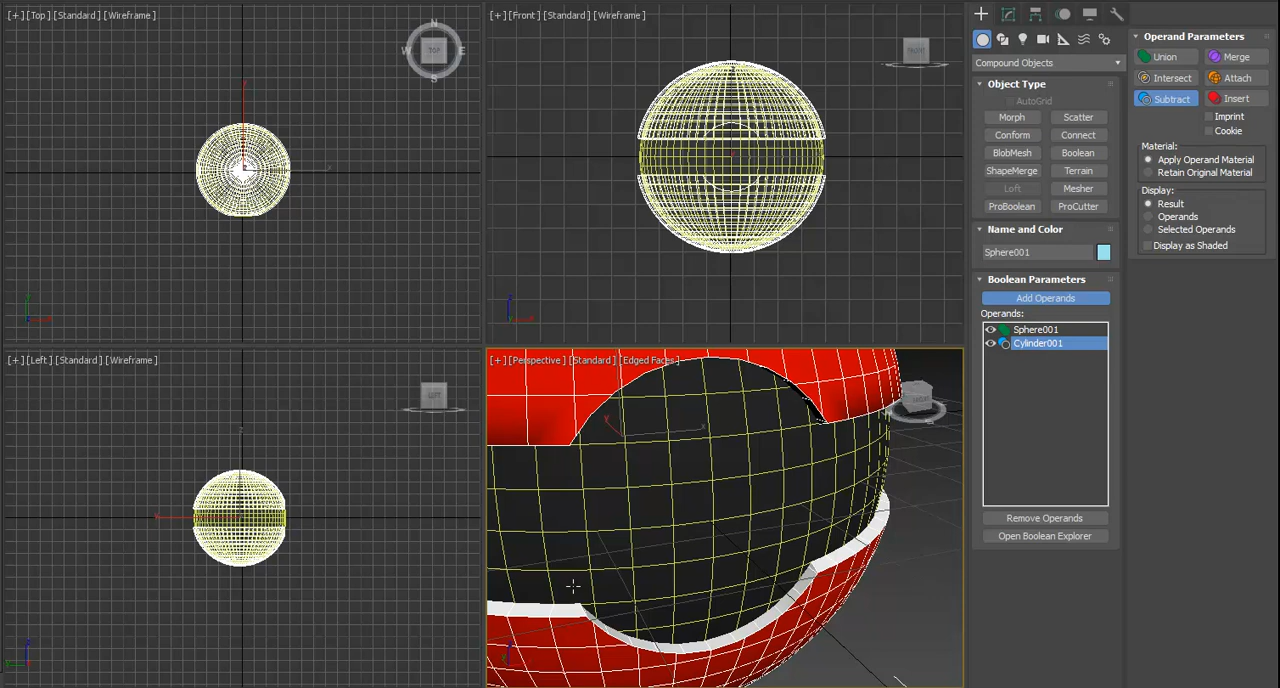 [+] [Top] [Standard] [Wireframe]
N
W
TOP
E
S
x
[+] [Front] [Standard] [Wireframe]
FRONT
[+] [Left] [Standard] [Wireframe]
LEFT
[+] [Perspective] [Standard] [Edged Faces]
x
Compound Objects
Object Type
AutoGrid
Morph
Scatter
Conform
Connect
BlobMesh
Boolean
ShapeMerge
Terrain
Loft
Mesher
ProBoolean
ProCutter
Name and Color
Sphere001
Boolean Parameters
Add Operands
Operands:
Sphere001
Cylinder001
Remove Operands
Open Boolean Explorer
Operand Parameters
Union
Merge
Intersect
Attach
Subtract
Insert
Imprint
Cookie
Material:
Apply Operand Material
Retain Original Material
Display:
Result
Operands
Selected Operands
Display as Shaded